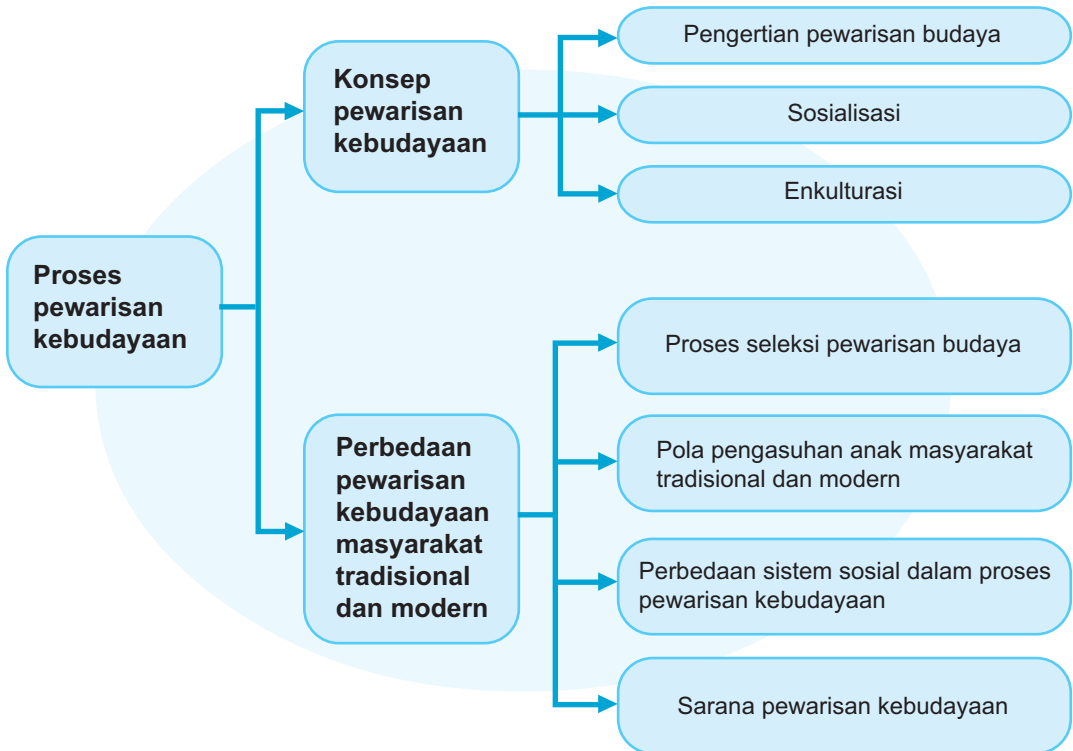 Proses
pewarisan
kebudayaan
Konsep
pewarisan
kebudayaan
Pengertian pewarisan budaya
Sosialisasi
Enkulturasi
Perbedaan
pewarisan
kebudayaan
masyarakat
tradisional
dan modern
Proses seleksi pewarisan budaya
Pola pengasuhan anak masyarakat
tradisional dan modern
Perbedaan sistem sosial dalam proses
pewarisan kebudayaan
Sarana pewarisan kebudayaan